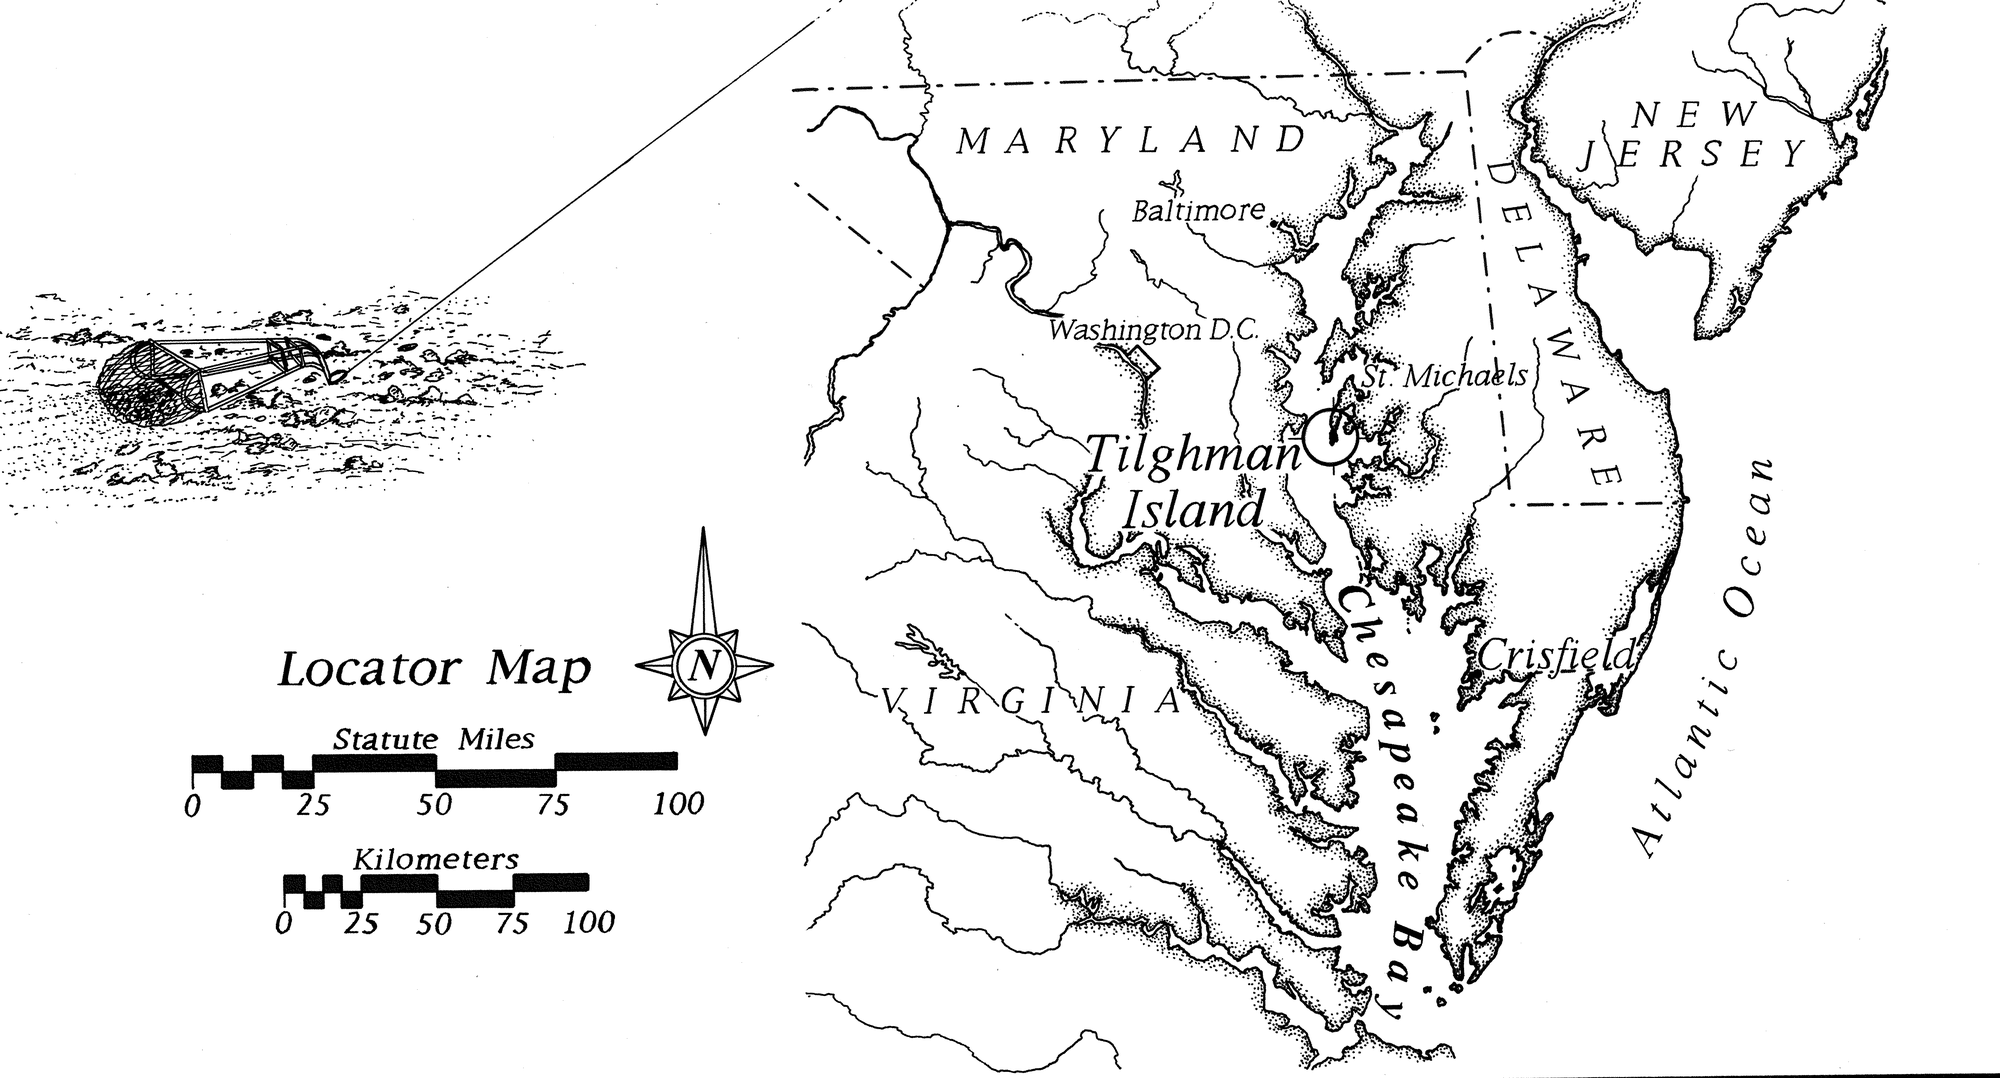 MARYLAND
NEW
JERSEY
DELAWARE
Baltimore
Washington D.C.
St. Michaels
Tilghman
Island
Atlantic Ocean
Chesapeake Bay
Crisfield
VIRGINIA
Locator Map
N
Statute Miles
0 25 50 75 100
Kilometers
0 25 50 75 100